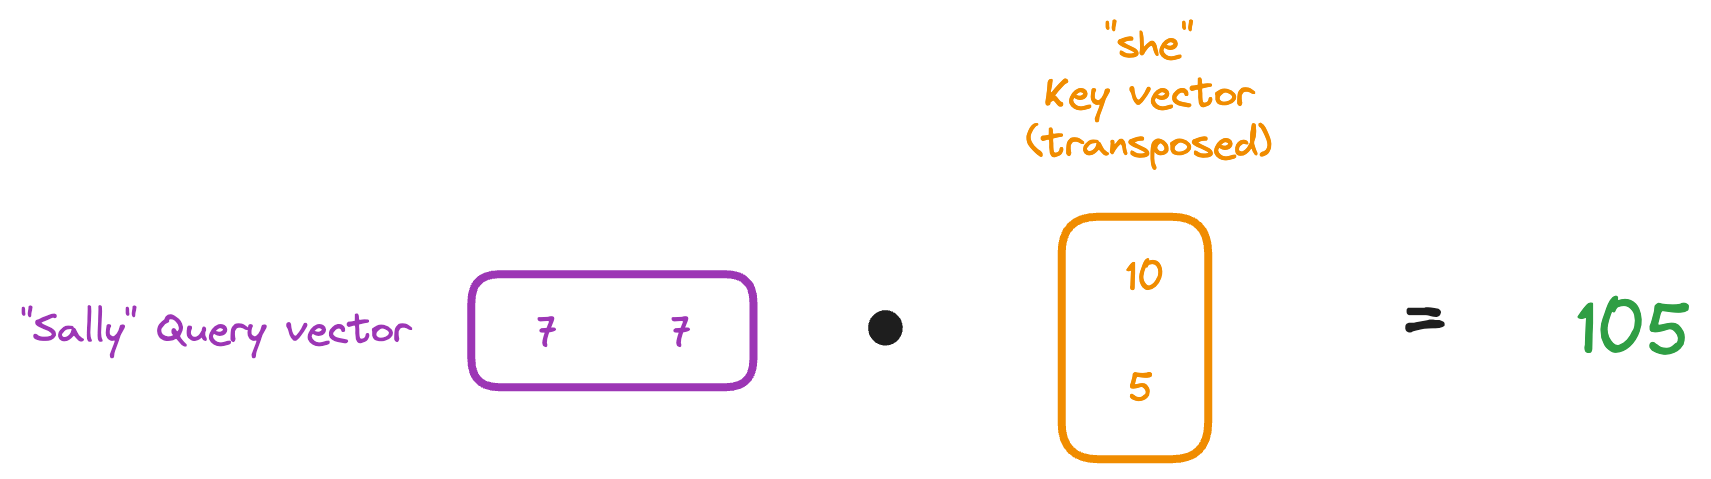 "she"
Key vector
(transposed)
"Sally" Query vector
7 7
•
10
5
=
105